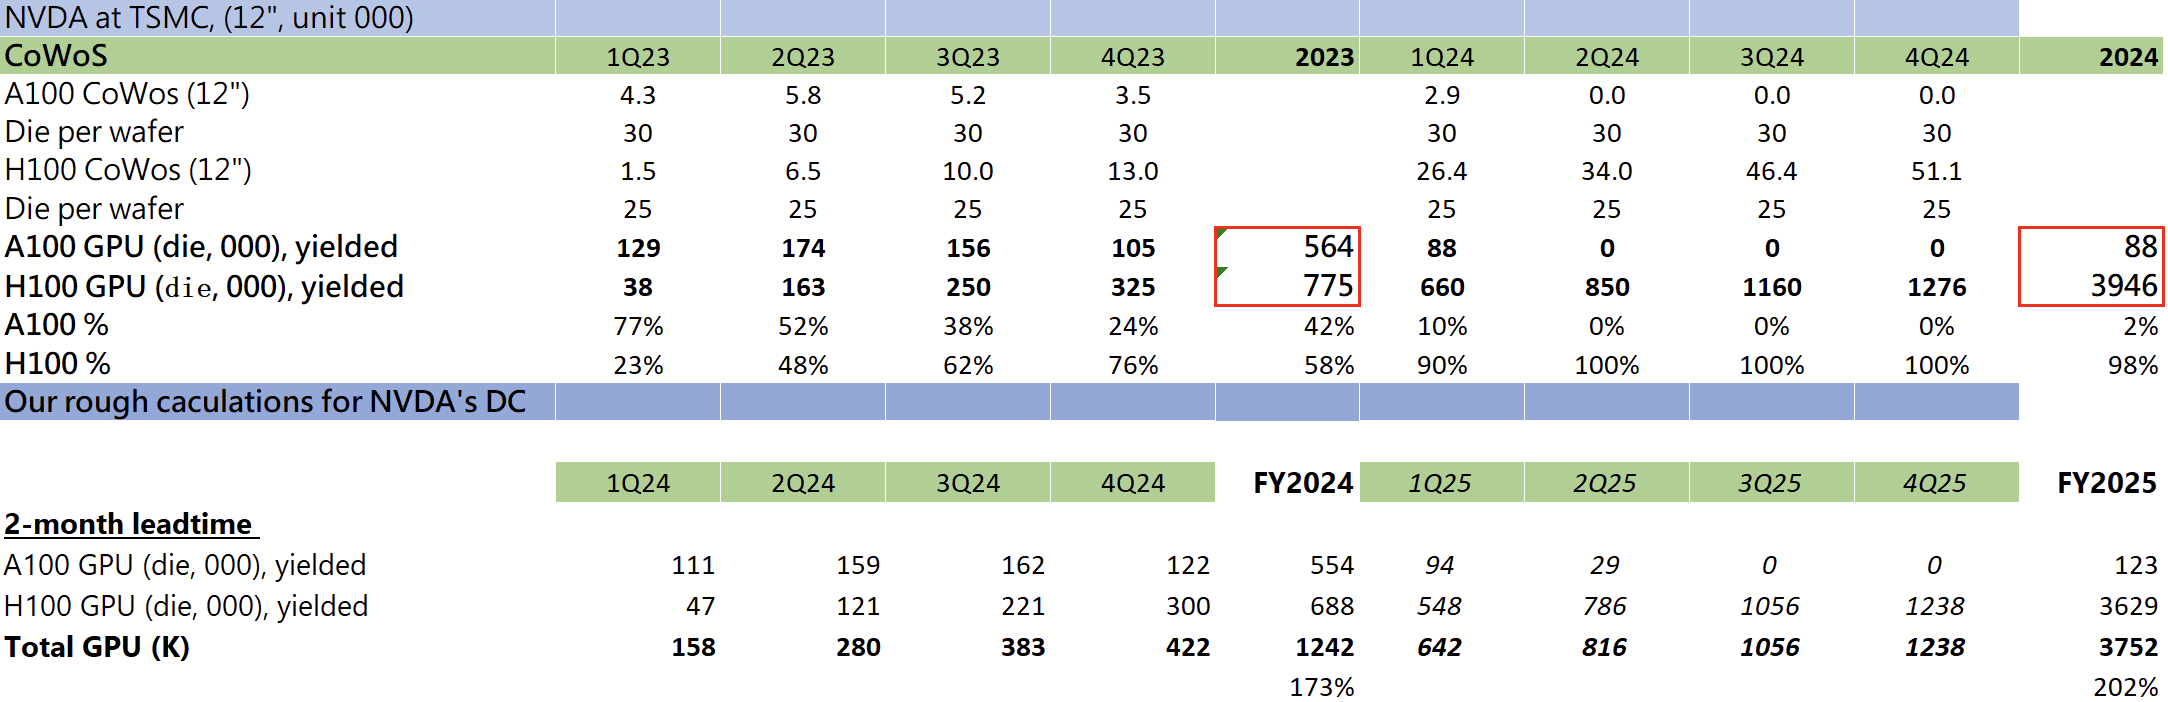 NVDA at TSMC, (12", unit 000)
CoWoS 1Q23 2Q23 3Q23 4Q23 2023 1Q24 2Q24 3Q24 4Q24 2024
A100 CoWos (12") 4.3 5.8 5.2 3.5 2.9 0.0 0.0 0.0
Die per wafer 30 30 30 30 30 30 30 30
H100 CoWos (12") 1.5 6.5 10.0 13.0 26.4 34.0 46.4 51.1
Die per wafer 25 25 25 25 25 25 25 25
A100 GPU (die, 000), yielded 129 174 156 105 564 88 0 0 0 88
H100 GPU (die, 000), yielded 38 163 250 325 775 660 850 1160 1276 3946
A100 % 77% 52% 38% 24% 42% 10% 0% 0% 0% 2%
H100 % 23% 48% 62% 76% 58% 90% 100% 100% 100% 98%
Our rough caculations for NVDA's DC
1Q24 2Q24 3Q24 4Q24 FY2024 1Q25 2Q25 3Q25 4Q25 FY2025
2-month leadtime
A100 GPU (die, 000), yielded 111 159 162 122 554 94 29 0 0 123
H100 GPU (die, 000), yielded 47 121 221 300 688 548 786 1056 1238 3629
Total GPU (K) 158 280 383 422 1242 642 816 1056 1238 3752
173% 202%